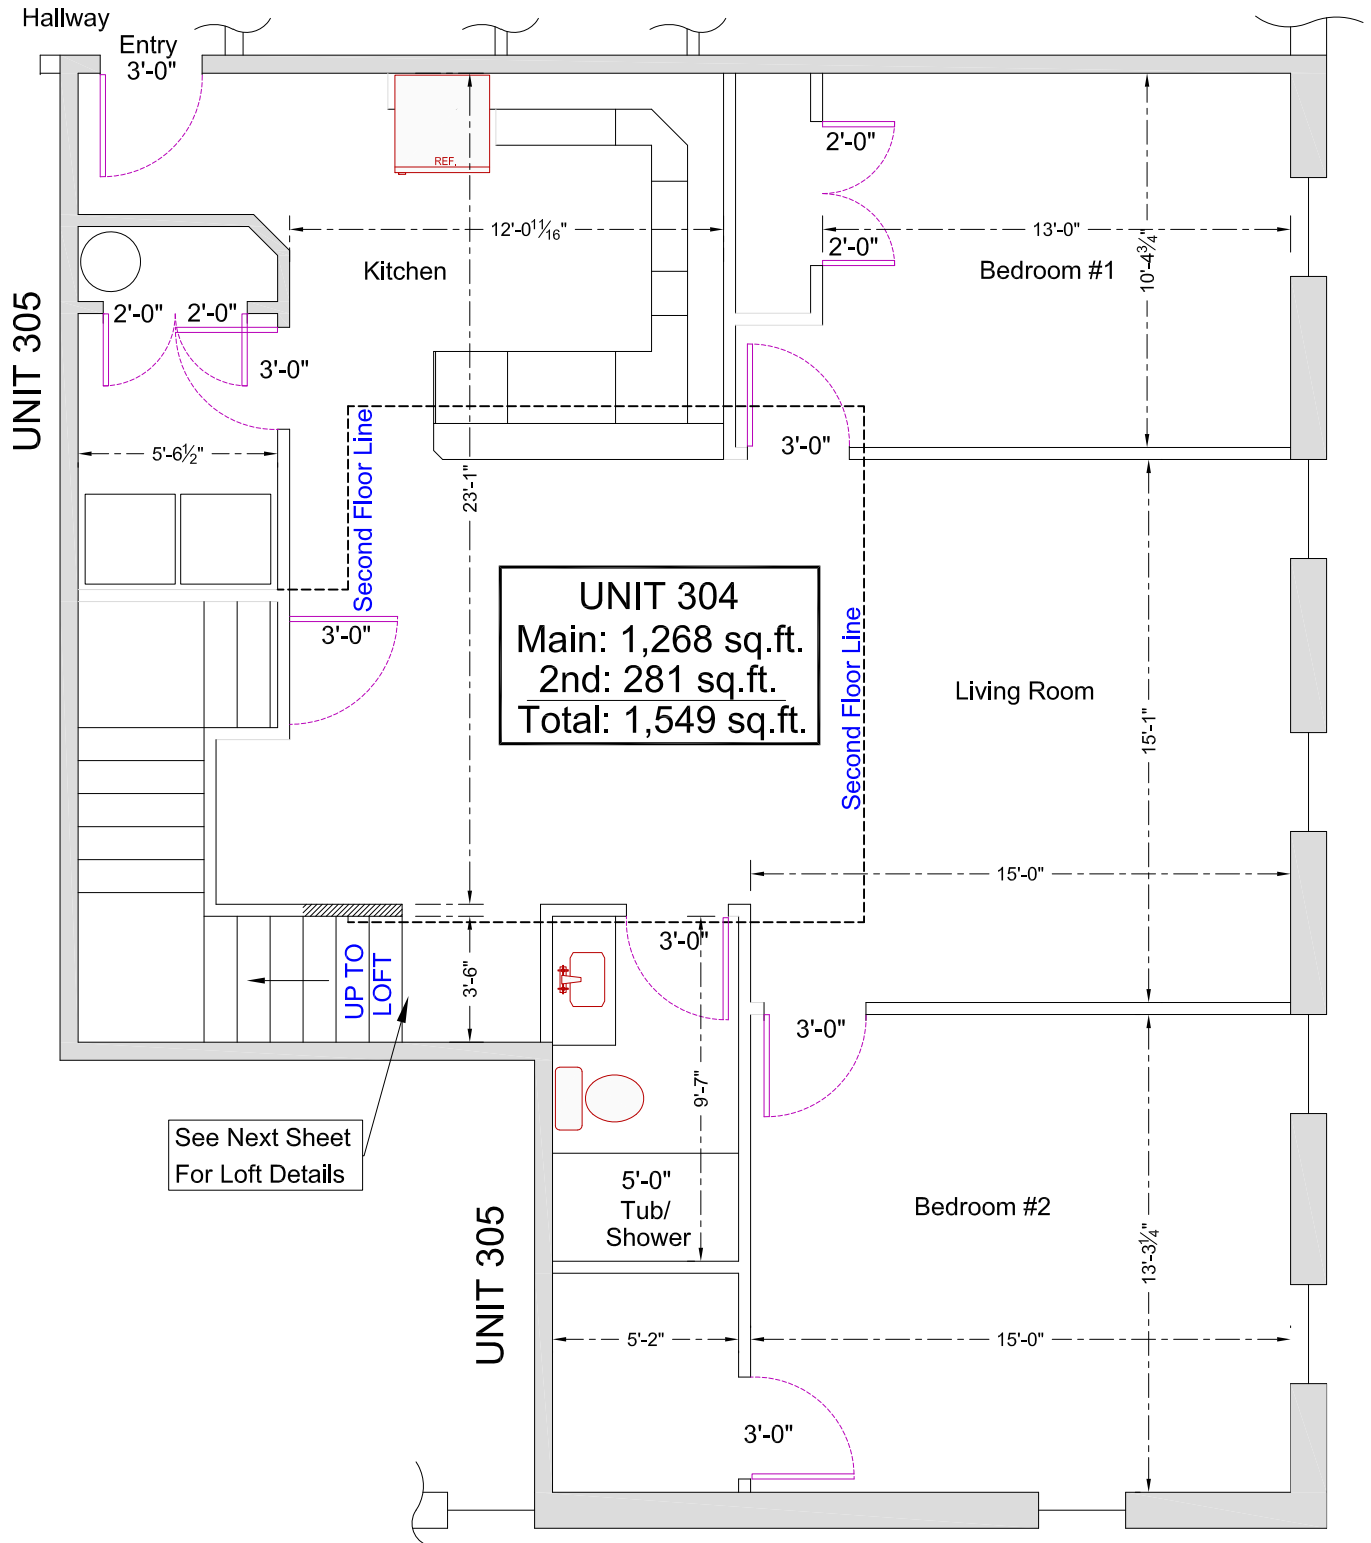 Hallway
Entry
3'-0"
REF.
2'-0"
12'-0 11/16"
13'-0"
2'-0"
Kitchen
Bedroom #1
10'-4 3/4"
UNIT 305
2'-0"
2'-0"
3'-0"
5'-6 1/2"
3'-0"
23'-1"
Second Floor Line
UNIT 304
Main: 1,268 sq.ft.
2nd: 281 sq.ft.
Total: 1,549 sq.ft.
3'-0"
Second Floor Line
Living Room
15'-1"
15'-0"
3'-0"
UP TO
LOFT
3'-6"
3'-0"
9'-7"
See Next Sheet
For Loft Details
5'-0"
Tub/
Shower
Bedroom #2
13'-3 1/4"
UNIT 305
5'-2"
15'-0"
3'-0"